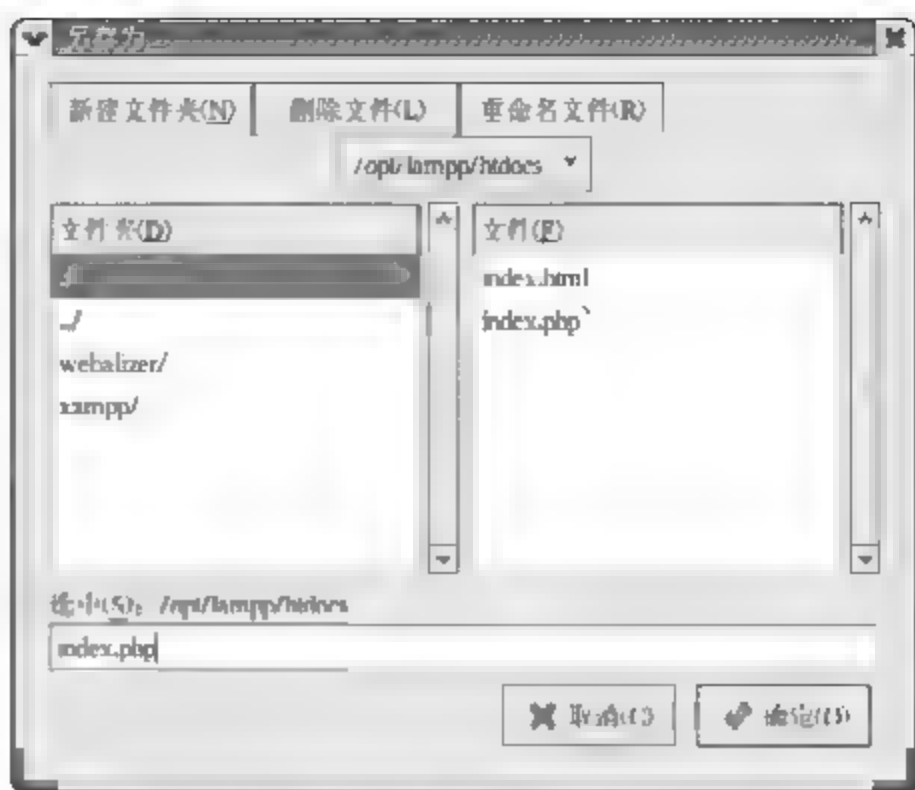 另存为...
新建文件夹(N) 删除文件(L) 重命名文件(R)
/opt/lampp/htdocs
文件夹(D) 文件(F)
./ index.html
../ index.php`
webalizer/
xampp/
选中(S): /opt/lampp/htdocs
index.php
取消(C) 确定(O)